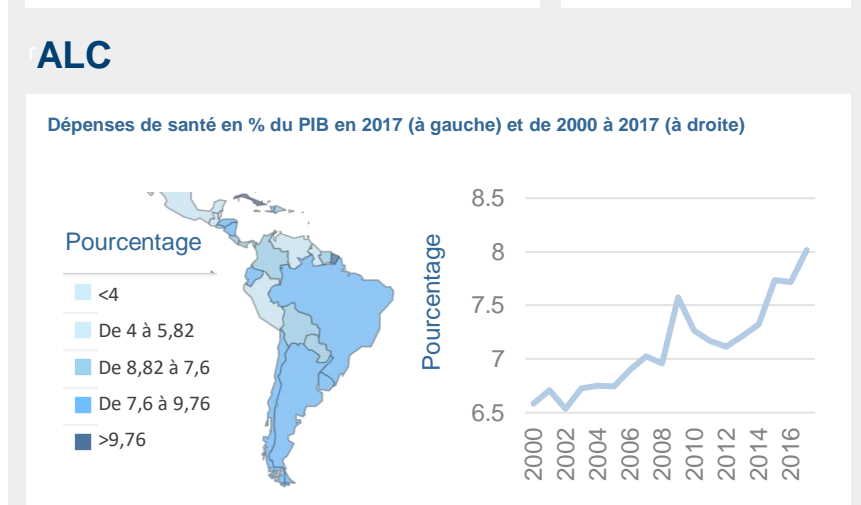 ALC
Dépenses de santé en % du PIB en 2017 (à gauche) et de 2000 à 2017 (à droite)
Pourcentage
<4
De 4 à 5,82
De 8,82 à 7,6
De 7,6 à 9,76
>9,76
Pourcentage
8.5
8
7.5
7
6.5
2000
2002
2004
2006
2008
2010
2012
2014
2016